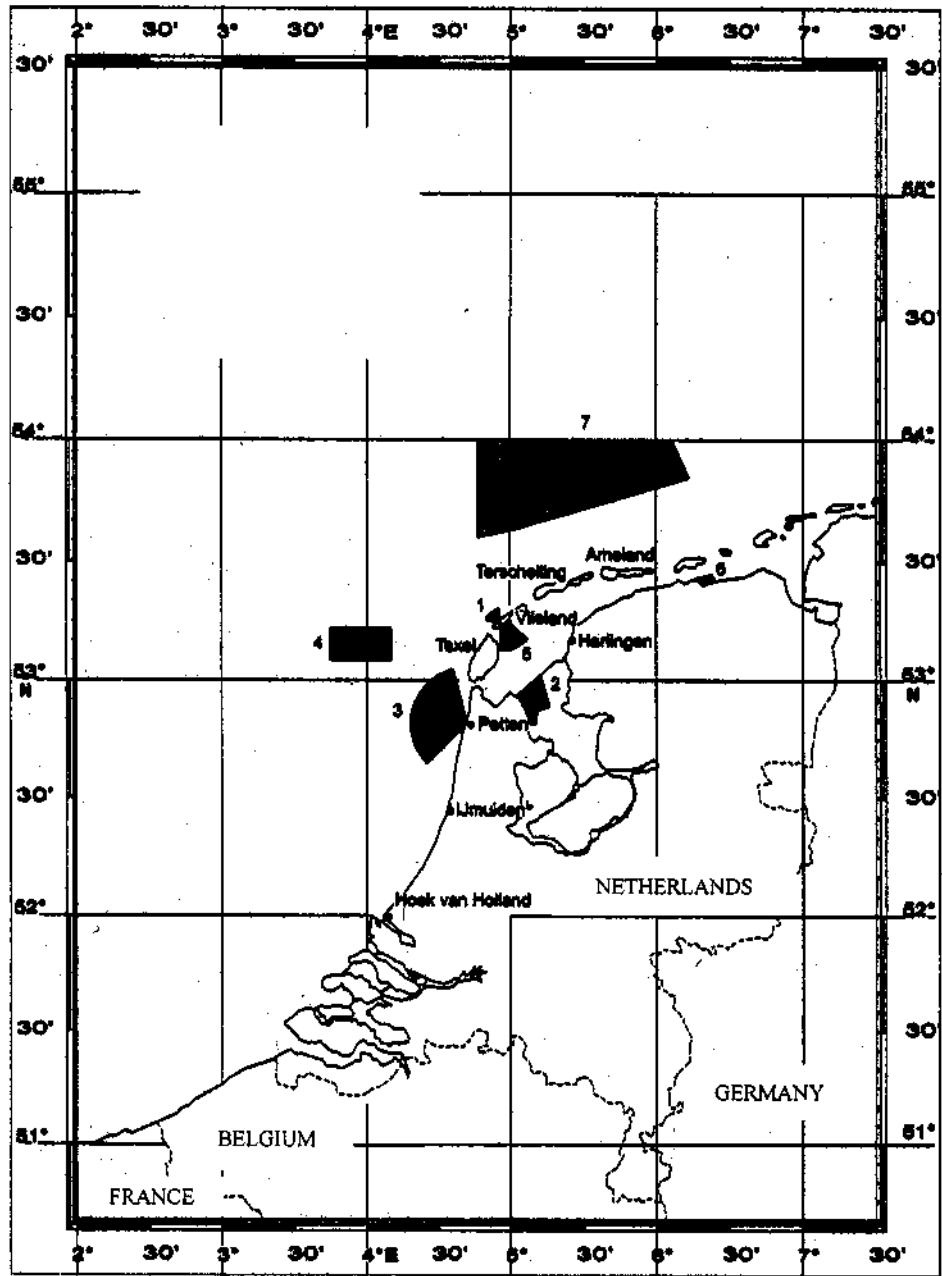 2° 30' 3° 30' 4°E 30' 5° 30' 6° 30' 7° 30'
30' 30'
55° 55°
30' 30'
7
54° 54°
30' 30'
Ameland
Terschelling
6
1 Vlieland
4 Texel 5 Harlingen
53° 53°
N N
2
3 Petten
30' 30'
IJmuiden
NETHERLANDS
Hoek van Holland
52° 52°
30' 30'
GERMANY
BELGIUM
51° 51°
FRANCE
2° 30' 3° 30' 4°E 30' 5° 30' 6° 30' 7° 30'